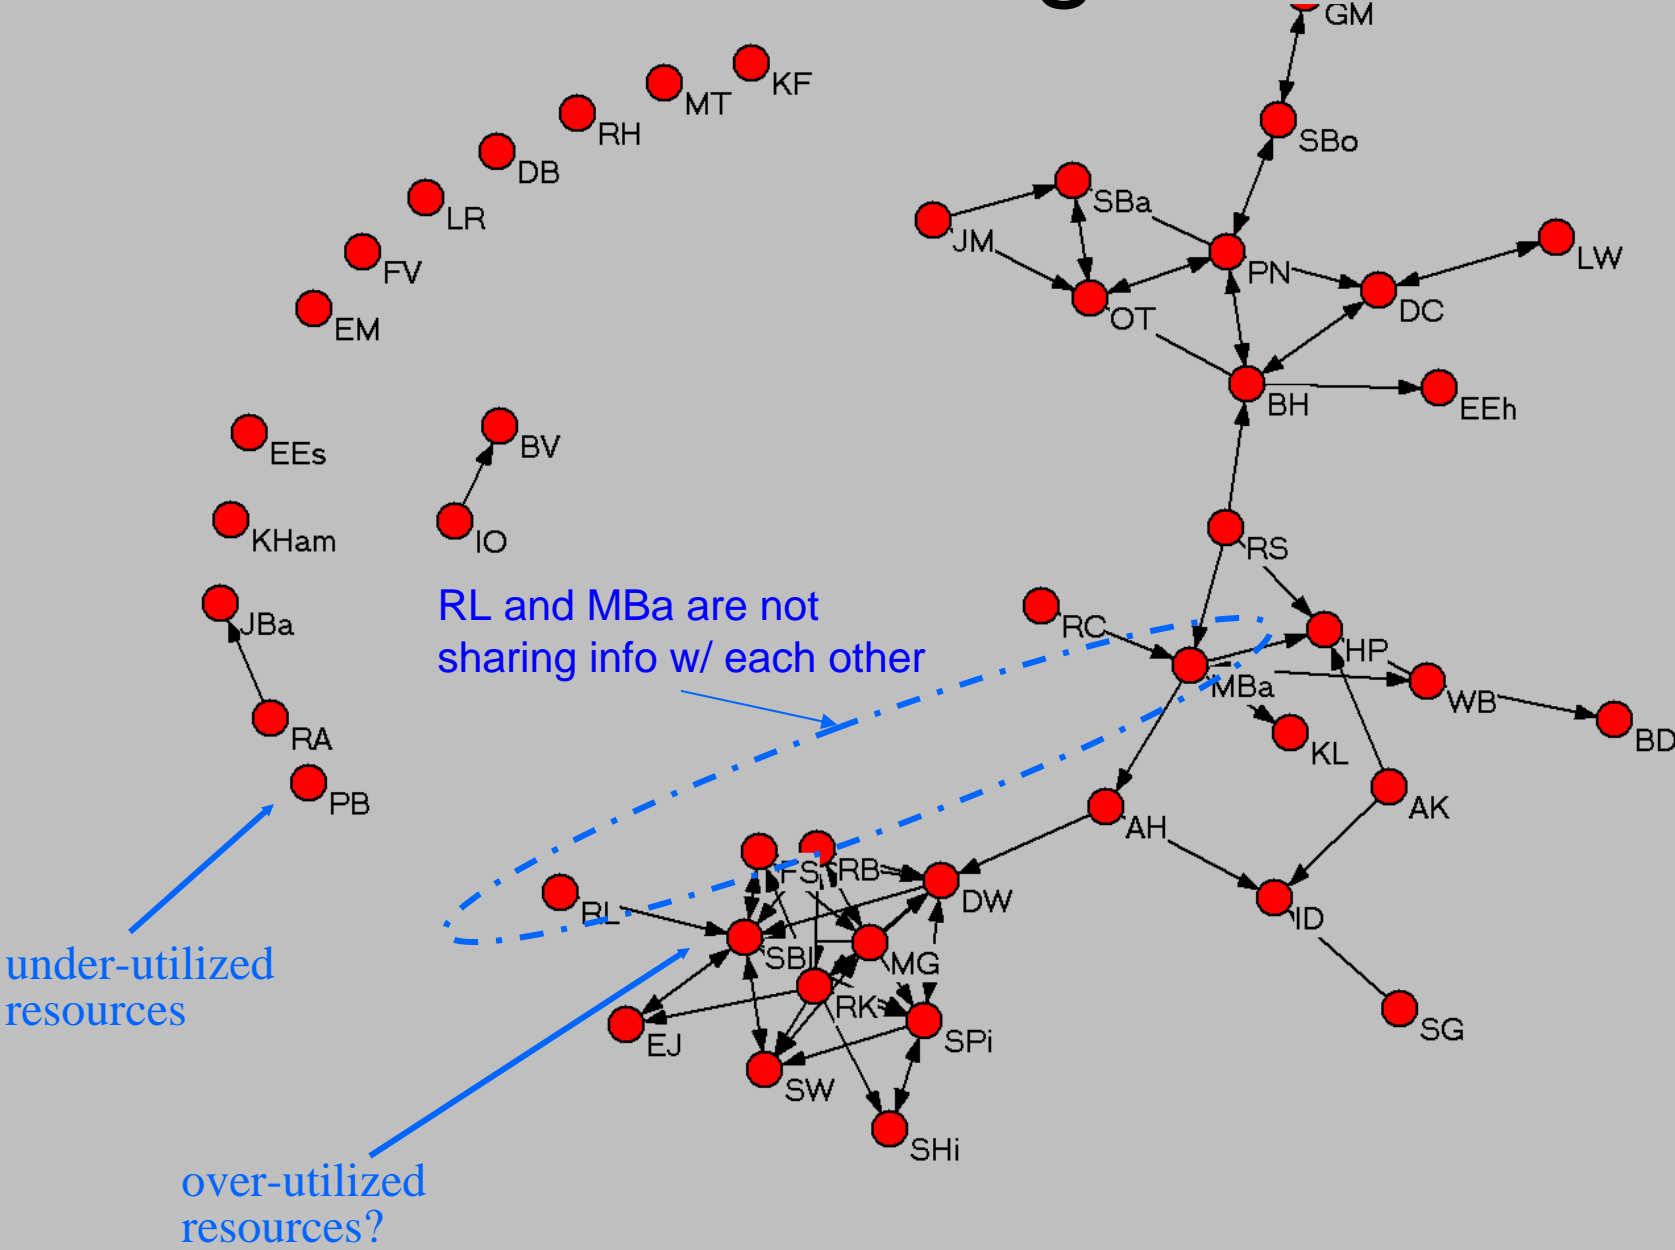 g
GM
KF
MT
RH
SBo
DB
SBa
LR
JM
LW
FV
PN
DC
OT
EM
BH
EEh
BV
EEs
KHam
IO
RS
RL and MBa are not
sharing info w/ each other
JBa
RC
HP
MBa
WB
RA
BD
KL
PB
AK
AH
FS
RB
DW
RL
ID
SBl
MG
under-utilized
resources
RK
SG
EJ
SPi
SW
SHi
over-utilized
resources?